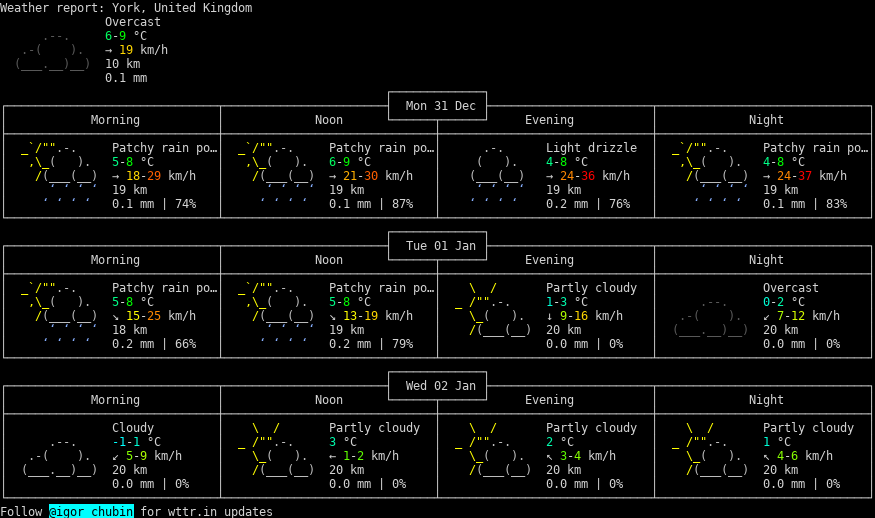 Weather report: York, United Kingdom
Overcast
6-9 °C
→ 19 km/h
10 km
0.1 mm
Mon 31 Dec
Morning Noon Evening Night
Patchy rain po… Patchy rain po… Light drizzle Patchy rain po…
5-8 °C 6-9 °C 4-8 °C 4-8 °C
→ 18-29 km/h → 21-30 km/h → 24-36 km/h → 24-37 km/h
19 km 19 km 19 km 19 km
0.1 mm | 74% 0.1 mm | 87% 0.2 mm | 76% 0.1 mm | 83%
Tue 01 Jan
Morning Noon Evening Night
Patchy rain po… Patchy rain po… Partly cloudy Overcast
5-8 °C 5-8 °C 1-3 °C 0-2 °C
↘ 15-25 km/h ↘ 13-19 km/h ↓ 9-16 km/h ↙ 7-12 km/h
18 km 19 km 20 km 20 km
0.2 mm | 66% 0.2 mm | 79% 0.0 mm | 0% 0.0 mm | 0%
Wed 02 Jan
Morning Noon Evening Night
Cloudy Partly cloudy Partly cloudy Partly cloudy
-1-1 °C 3 °C 2 °C 1 °C
↙ 5-9 km/h ← 1-2 km/h ↖ 3-4 km/h ↖ 4-6 km/h
20 km 20 km 20 km 20 km
0.0 mm | 0% 0.0 mm | 0% 0.0 mm | 0% 0.0 mm | 0%
Follow @igor_chubin for wttr.in updates